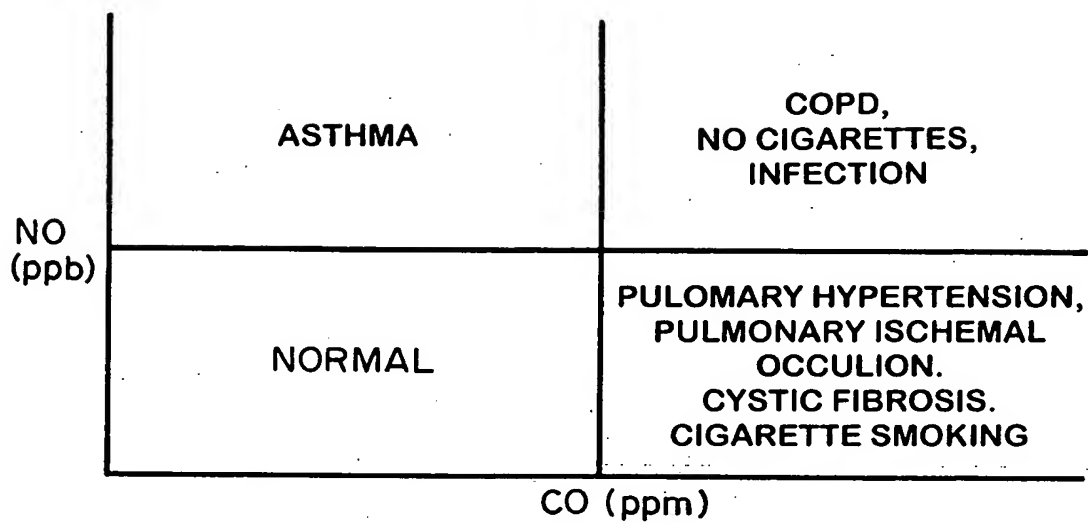 ASTHMA
COPD,
NO CIGARETTES,
INFECTION
NO
(ppb)
NORMAL
PULOMARY HYPERTENSION,
PULMONARY ISCHEMAL
OCCULION.
CYSTIC FIBROSIS.
CIGARETTE SMOKING
CO (ppm)